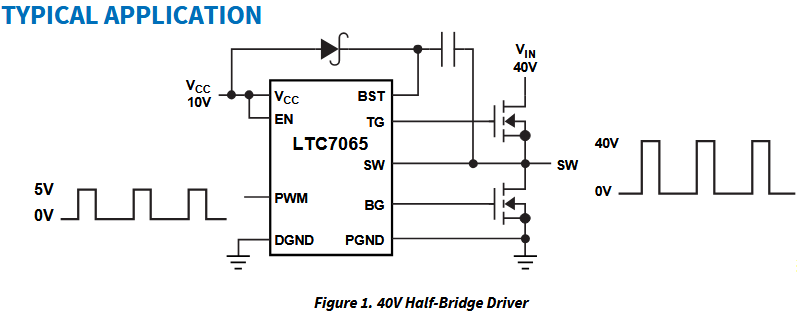 TYPICAL APPLICATION
VIN
40V
VCC
10V
VCC
BST
EN
TG
LTC7065
40V
SW
SW
5V
0V
PWM
BG
0V
DGND
PGND
Figure 1. 40V Half-Bridge Driver